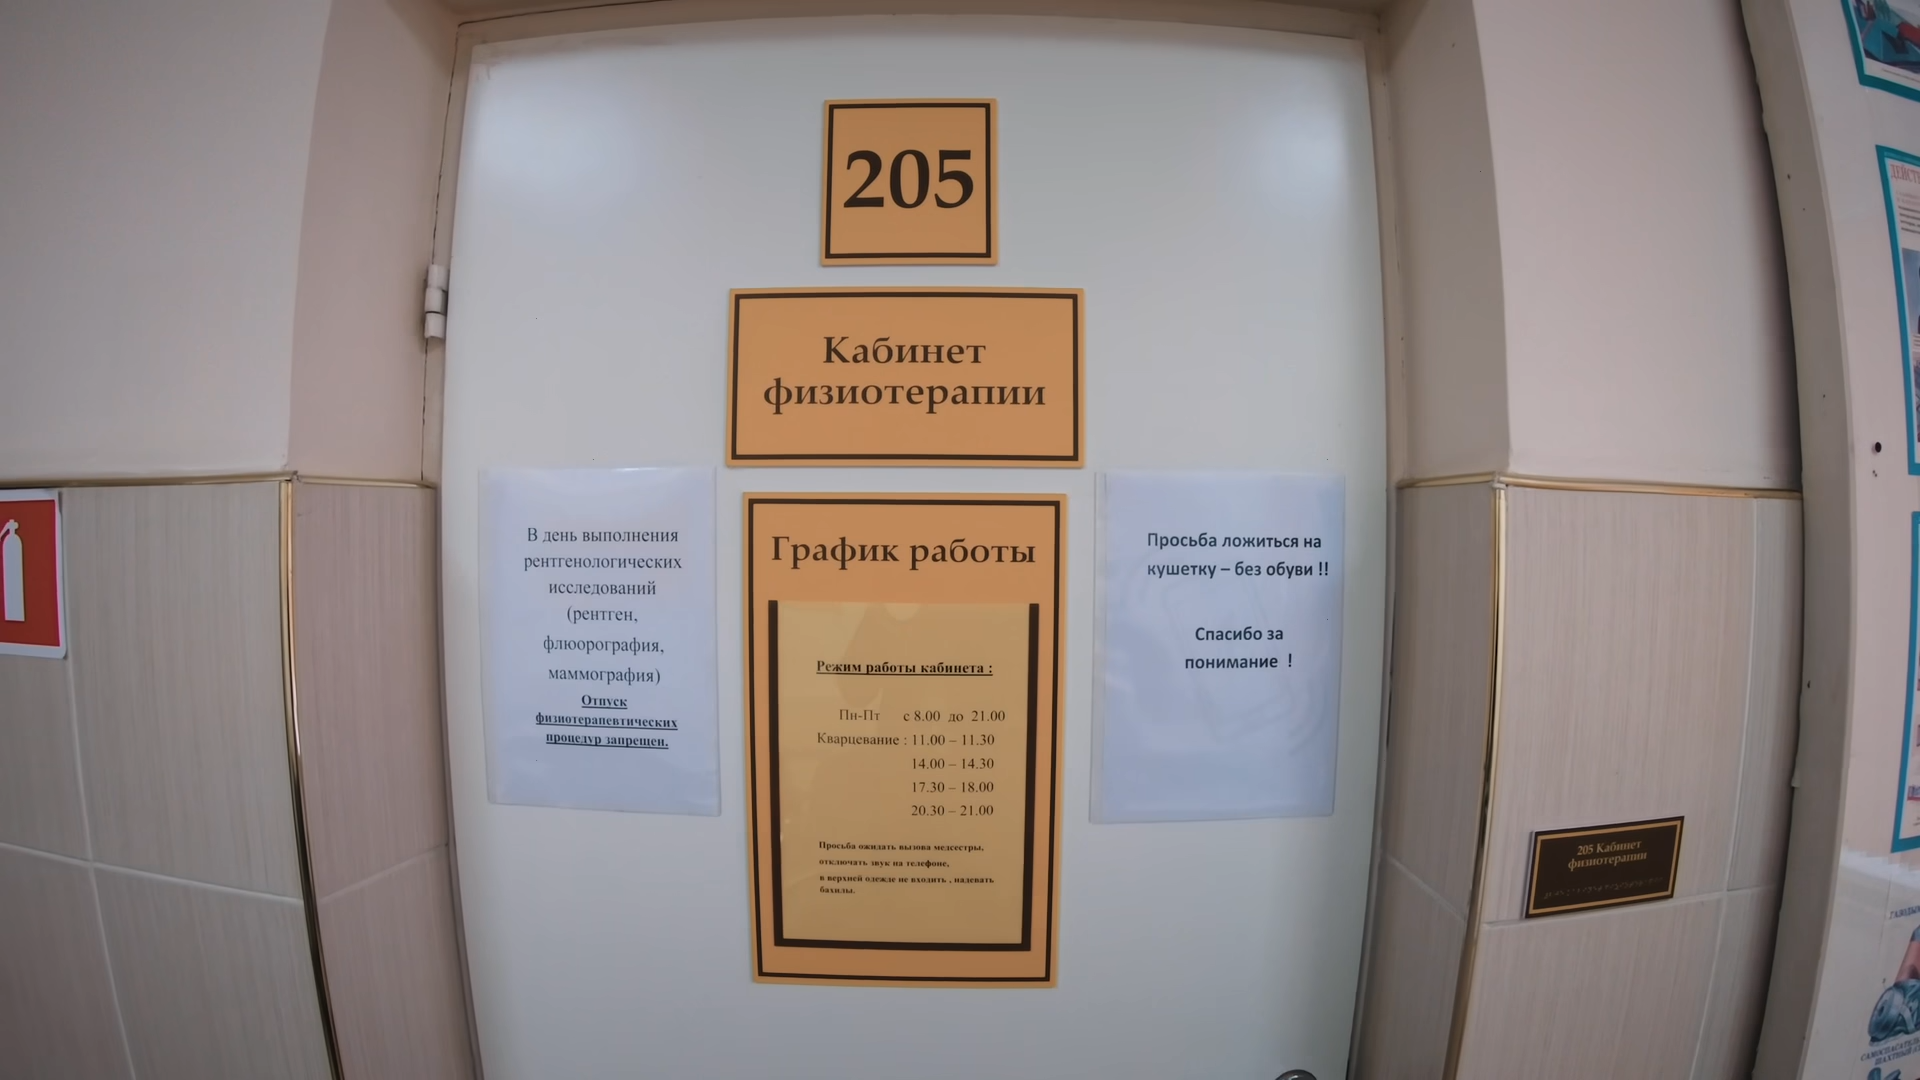 205
Кабинет
физиотерапии
В день выполнения
рентгенологических
исследований
(рентген,
флюорография,
маммография)
Отпуск
физиотерапевтических
процедур запрещен.
График работы
Режим работы кабинета :
Пн-Пт с 8.00 до 21.00
Кварцевание : 11.00 – 11.30
14.00 – 14.30
17.30 – 18.00
20.30 – 21.00
Просьба ожидать вызова медсестры,
отключать звук на телефоне,
в верхней одежде не входить , надевать
бахилы.
Просьба ложиться на
кушетку – без обуви !!
Спасибо за
понимание !
205 Кабинет
физиотерапии